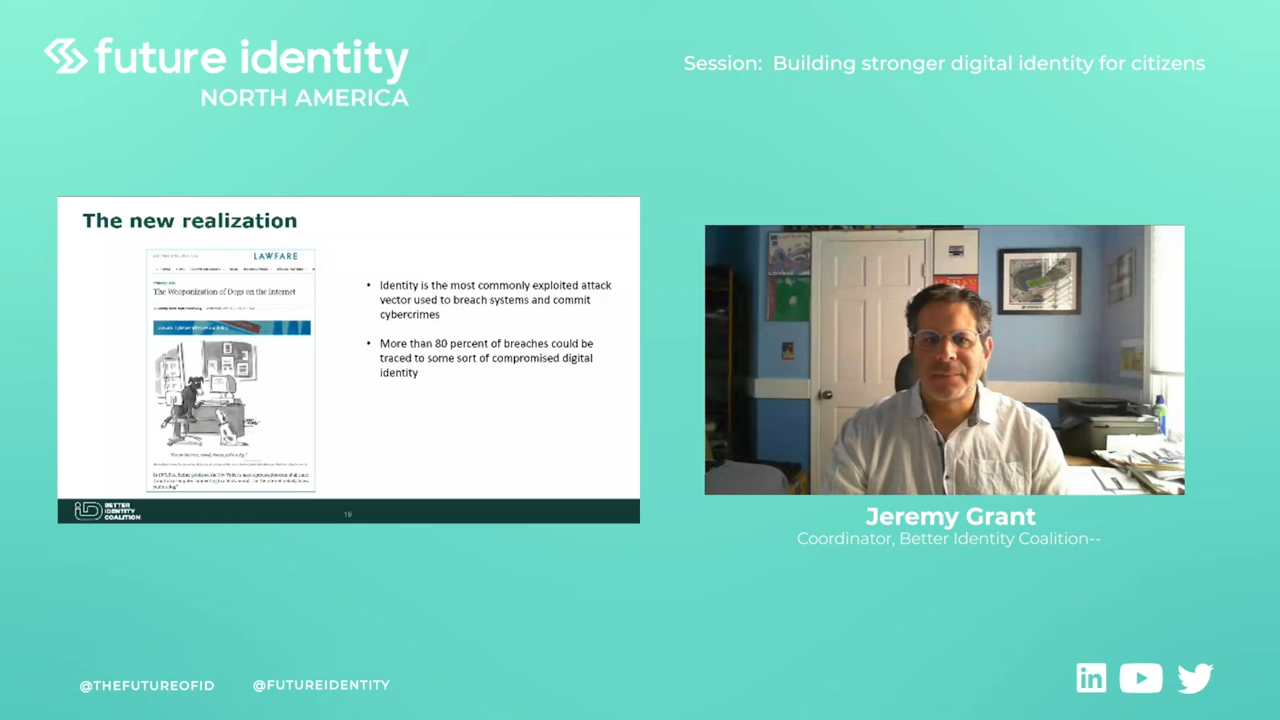 future identity
NORTH AMERICA
Session: Building stronger digital identity for citizens
The new realization
LAWFARE
The Weaponization of Dogs on the Internet
• Identity is the most commonly exploited attack
vector used to breach systems and commit
cybercrimes
• More than 80 percent of breaches could be
traced to some sort of compromised digital
identity
BETTER
IDENTITY
COALITION
19
Jeremy Grant
Coordinator, Better Identity Coalition--
@THEFUTUREOFID
@FUTUREIDENTITY
in